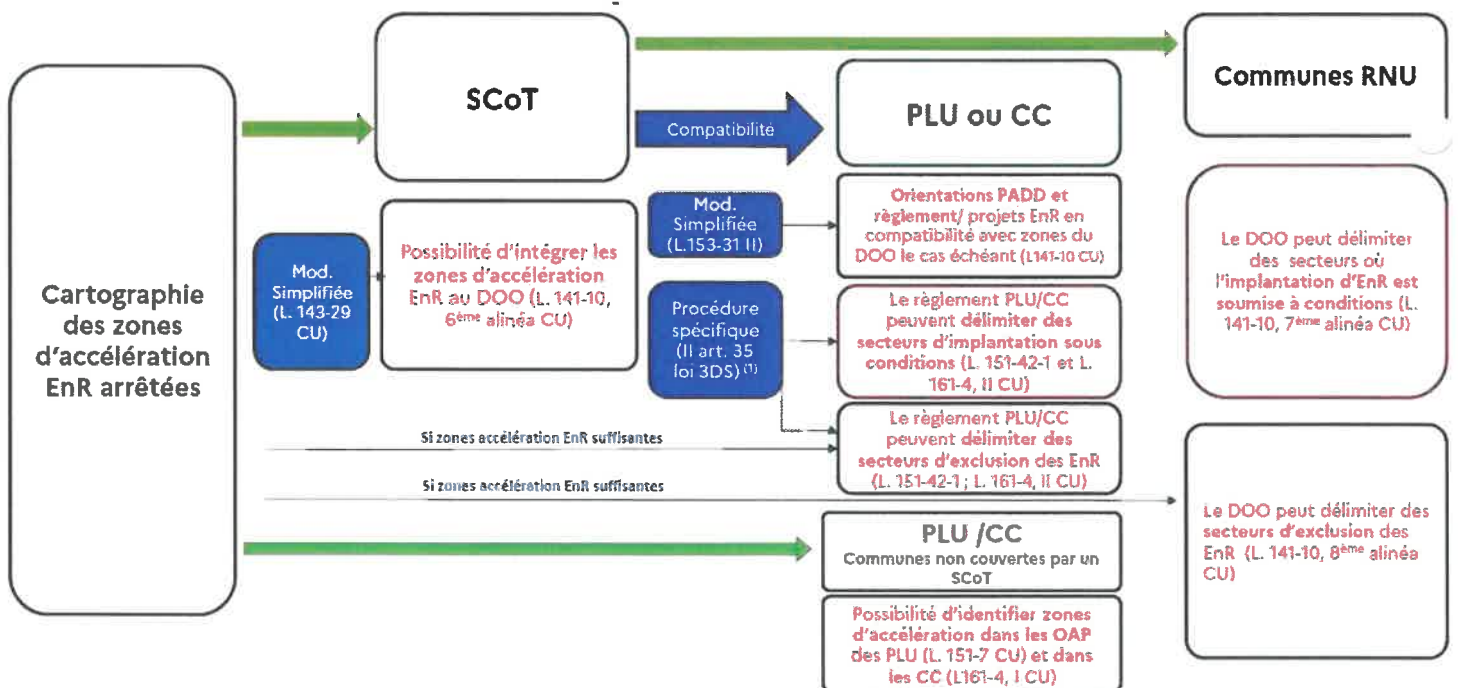 Cartographie
des zones
d'accélération
EnR arrêtées
SCoT
Mod.
Simplifiée
(L. 143-29
CU)
Possibilité d'intégrer les
zones d'accélération
EnR au DOO (L. 141-10,
6ème alinéa CU)
Compatibilité
PLU ou CC
Mod.
Simplifiée
(L.153-31 II)
Orientations PADD et
règlement/ projets EnR en
compatibilité avec zones du
DOO le cas échéant (L141-10 CU)
Procédure
spécifique
(II art. 35
loi 3DS) (1)
Le règlement PLU/CC
peuvent délimiter des
secteurs d'implantation sous
conditions (L. 151-42-1 et L.
161-4, II CU)
Si zones accélération EnR suffisantes
Le règlement PLU/CC
peuvent délimiter des
secteurs d'exclusion des EnR
(L. 151-42-1 ; L. 161-4, II CU)
Si zones accélération EnR suffisantes
PLU /CC
Communes non couvertes par un
SCoT
Possibilité d'identifier zones
d'accélération dans les OAP
des PLU (L. 151-7 CU) et dans
les CC (L161-4, I CU)
Communes RNU
Le DOO peut délimiter
des secteurs où
l'implantation d'EnR est
soumise à conditions (L.
141-10, 7ème alinéa CU)
Le DOO peut délimiter des
secteurs d'exclusion des
EnR (L. 141-10, 8ème alinéa
CU)